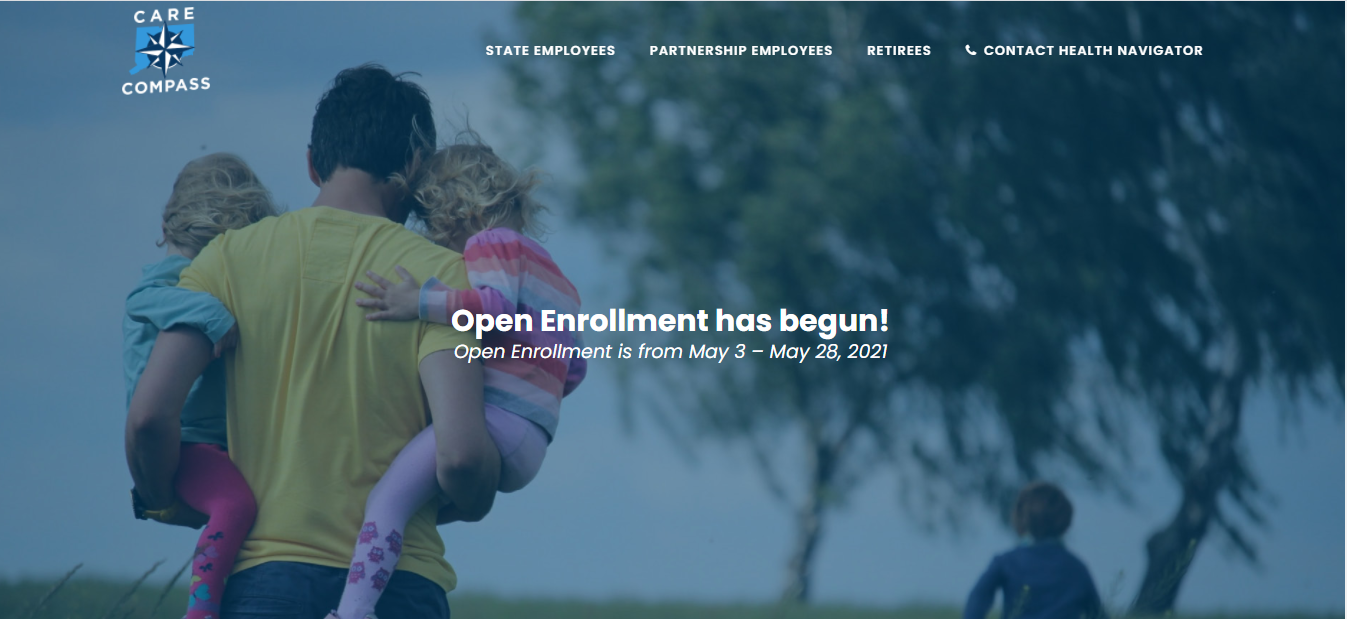 CARE
COMPASS
STATE EMPLOYEES PARTNERSHIP EMPLOYEES RETIREES CONTACT HEALTH NAVIGATOR
Open Enrollment has begun!
Open Enrollment is from May 3 – May 28, 2021